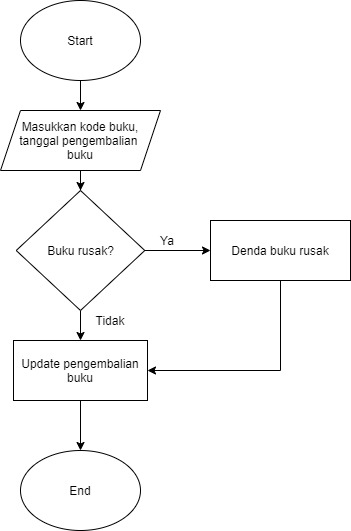 Start
Masukkan kode buku,
tanggal pengembalian
buku
Buku rusak?
Ya
Denda buku rusak
Tidak
Update pengembalian
buku
End